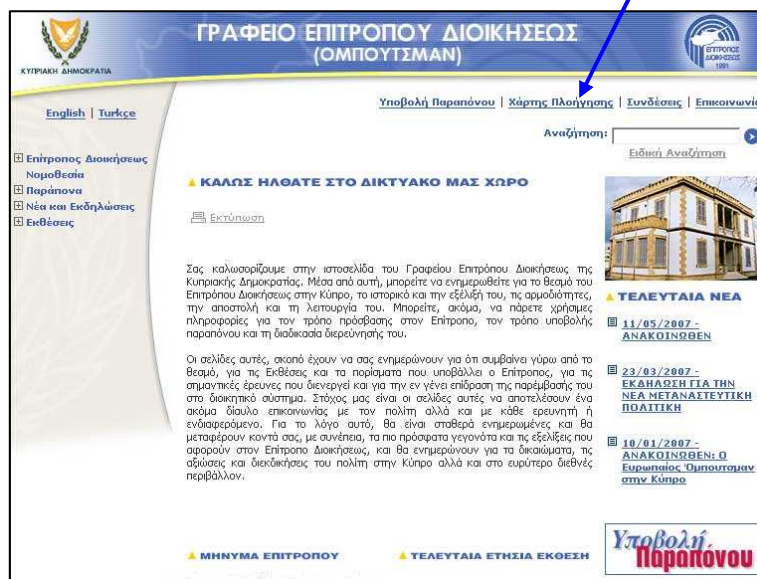 ΓΡΑΦΕΙΟ ΕΠΙΤΡΟΠΟΥ ΔΙΟΙΚΗΣΕΩΣ
(ΟΜΠΟΥΤΣΜΑΝ)
ΚΥΠΡΙΑΚΗ ΔΗΜΟΚΡΑΤΙΑ
ΕΠΙΤΡΟΠΟΣ
ΔΙΟΙΚΗΣΕΩΣ
1991
English | Turkçe
Υποβολή Παραπόνου | Χάρτης Πλοήγησης | Συνδέσεις | Επικοινωνία
Αναζήτηση:
Ειδική Αναζήτηση
Επίτροπος Διοικήσεως
Νομοθεσία
Παράπονα
Νέα και Εκδηλώσεις
Εκθέσεις
ΚΑΛΩΣ ΗΛΘΑΤΕ ΣΤΟ ΔΙΚΤΥΑΚΟ ΜΑΣ ΧΩΡΟ
Εκτύπωση
Σας καλωσορίζουμε στην ιστοσελίδα του Γραφείου Επιτρόπου Διοικήσεως της
Κυπριακής Δημοκρατίας. Μέσα από αυτή, μπορείτε να ενημερωθείτε για το θεσμό του
Επιτρόπου Διοικήσεως στην Κύπρο, το ιστορικό και την εξέλιξή του, τις αρμοδιότητες,
την αποστολή και τη λειτουργία του. Μπορείτε, ακόμα, να πάρετε χρήσιμες
πληροφορίες για τον τρόπο πρόσβασης στον Επίτροπο, τον τρόπο υποβολής
παραπόνου και τη διαδικασία διερεύνησής του.
Οι σελίδες αυτές, σκοπό έχουν να σας ενημερώνουν για ότι συμβαίνει γύρω από το
θεσμό, για τις Εκθέσεις και τα πορίσματα που υποβάλλει ο Επίτροπος, για τις
σημαντικές έρευνες που διενεργεί και για την εν γένει επίδραση της παρέμβασής του
στο διοικητικό σύστημα. Στόχος μας είναι οι σελίδες αυτές να αποτελέσουν ένα
ακόμα δίαυλο επικοινωνίας με τον πολίτη αλλά και με κάθε ερευνητή ή
ενδιαφερόμενο. Για το λόγο αυτό, θα είναι σταθερά ενημερωμένες και θα
μεταφέρουν κοντά σας, με συνέπεια, τα πιο πρόσφατα γεγονότα και τις εξελίξεις που
αφορούν στον Επίτροπο Διοικήσεως, και θα ενημερώνουν για τα δικαιώματα, τις
αξιώσεις και διεκδικήσεις του πολίτη στην Κύπρο αλλά και στο ευρύτερο διεθνές
περιβάλλον.
ΤΕΛΕΥΤΑΙΑ ΝΕΑ
11/05/2007 -
ΑΝΑΚΟΙΝΩΘΕΝ
23/03/2007 -
ΕΚΔΗΛΩΣΗ ΓΙΑ ΤΗΝ
ΝΕΑ ΜΕΤΑΝΑΣΤΕΥΤΙΚΗ
ΠΟΛΙΤΙΚΗ
10/01/2007 -
ΑΝΑΚΟΙΝΩΘΕΝ: Ο
Ευρωπαίος Όμπουτσμαν
στην Κύπρο
Υποβολή
Παραπόνου
ΜΗΝΥΜΑ ΕΠΙΤΡΟΠΟΥ
ΤΕΛΕΥΤΑΙΑ ΕΤΗΣΙΑ ΕΚΘΕΣΗ